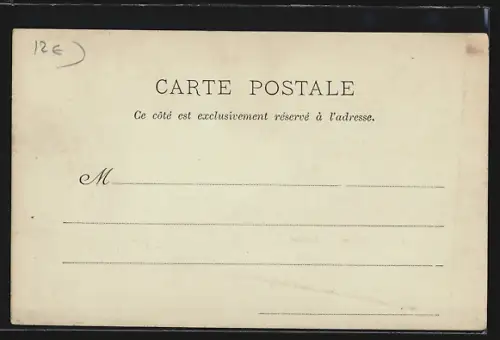 12€
CARTE POSTALE
Ce côté est exclusivement réservé à l'adresse.
M